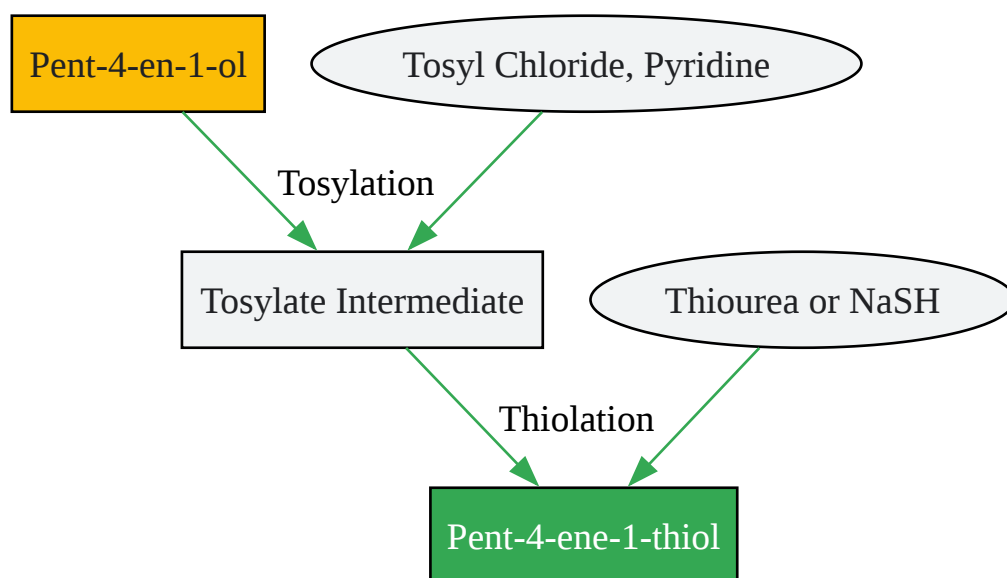 Pent-4-en-1-ol
Tosyl Chloride, Pyridine
Tosylation
Tosylate Intermediate
Thiourea or NaSH
Thiolation
Pent-4-ene-1-thiol